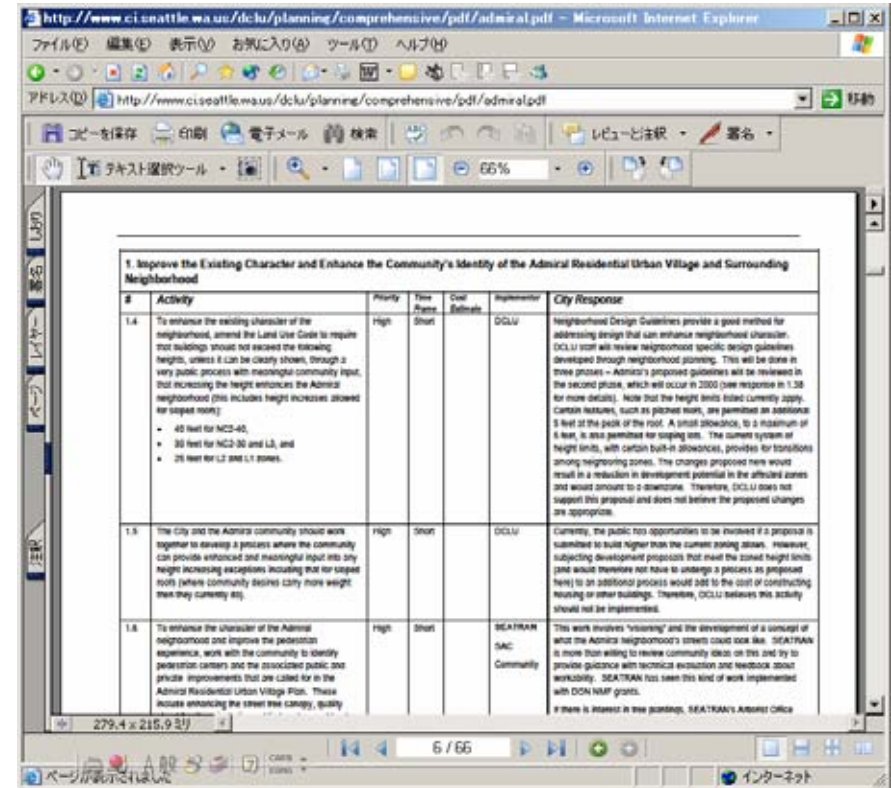 http://www.ci.seattle.wa.us/dclu/planning/comprehensive/pdf/admiral.pdf - Microsoft Internet Explorer
ファイル(F) 編集(E) 表示(V) お気に入り(A) ツール(T) ヘルプ(H)
アドレス(D) http://www.ci.seattle.wa.us/dclu/planning/comprehensive/pdf/admiral.pdf 移動
コピーを保存 印刷 電子メール 検索 レビューと注釈 署名
テキスト選択ツール 66%
しおり
署名
レイヤー
ページ
注釈
1. Improve the Existing Character and Enhance the Community's Identity of the Admiral Residential Urban Village and Surrounding
Neighborhood
# Activity Priority Time Frame Cost Estimate Implementor City Response
1.4 To enhance the existing character of the
neighborhood, amend the Land Use Code to require
that buildings should not exceed the following
heights, unless it can be clearly shown, through a
very public process with meaningful community input,
that increasing the height enhances the Admiral
neighborhood (this includes height increases allowed
for sloped roofs):
• 40 feet for NC2-40,
• 30 feet for NC2-30 and L3, and
• 25 feet for L2 and L1 zones.
High Short DCLU
Neighborhood Design Guidelines provide a good method for
addressing design that can enhance neighborhood character.
DCLU staff will review neighborhood specific design guidelines
developed through neighborhood planning. This will be done in
three phases – Admiral's proposed guidelines will be reviewed in
the second phase, which will occur in 2000 (see response in 1.38
for more details). Note that the height limits listed currently apply.
Certain features, such as pitched roofs, are permitted an additional
5 feet at the peak of the roof. A small allowance, to a maximum of
6 feet, is also permitted for sloping lots. The current system of
height limits, with certain built-in allowances, provides for transitions
among neighboring zones. The changes proposed here would
result in a reduction in development potential in the affected zones
and would amount to a downzone. Therefore, DCLU does not
support this proposal and does not believe the proposed changes
are appropriate.
1.5 The City and the Admiral community should work
together to develop a process where the community
can provide enhanced and meaningful input into any
height increasing exceptions including that for sloped
roofs (where community desires carry more weight
then they currently do).
High Short DCLU
Currently, the public has opportunities to be involved if a proposal is
submitted to build higher than the current zoning allows. However,
subjecting development proposals that meet the zoned height limits
(and would therefore not have to undergo a process as proposed
here) to an additional process would add to the cost of constructing
housing or other buildings. Therefore, DCLU believes this activity
should not be implemented.
1.6 To enhance the character of the Admiral
neighborhood and improve the pedestrian
experience, work with the community to identify
pedestrian centers and the associated public and
private improvements that are called for in the
Admiral Residential Urban Village Plan. These
include enhancing the street tree canopy, quality
High Short SEATRAN
SAC
Community
This work involves "visioning" and the development of a concept of
what the Admiral neighborhood's streets could look like. SEATRAN
is more than willing to review community ideas on this and try to
provide guidance with technical evaluation and feedback about
workability. SEATRAN has seen this kind of work implemented
with DON NMF grants.
If there is interest in tree plantings, SEATRAN's Arborist Office
279.4 x 215.9 ミリ
6 / 66
ページが表示されました インターネット